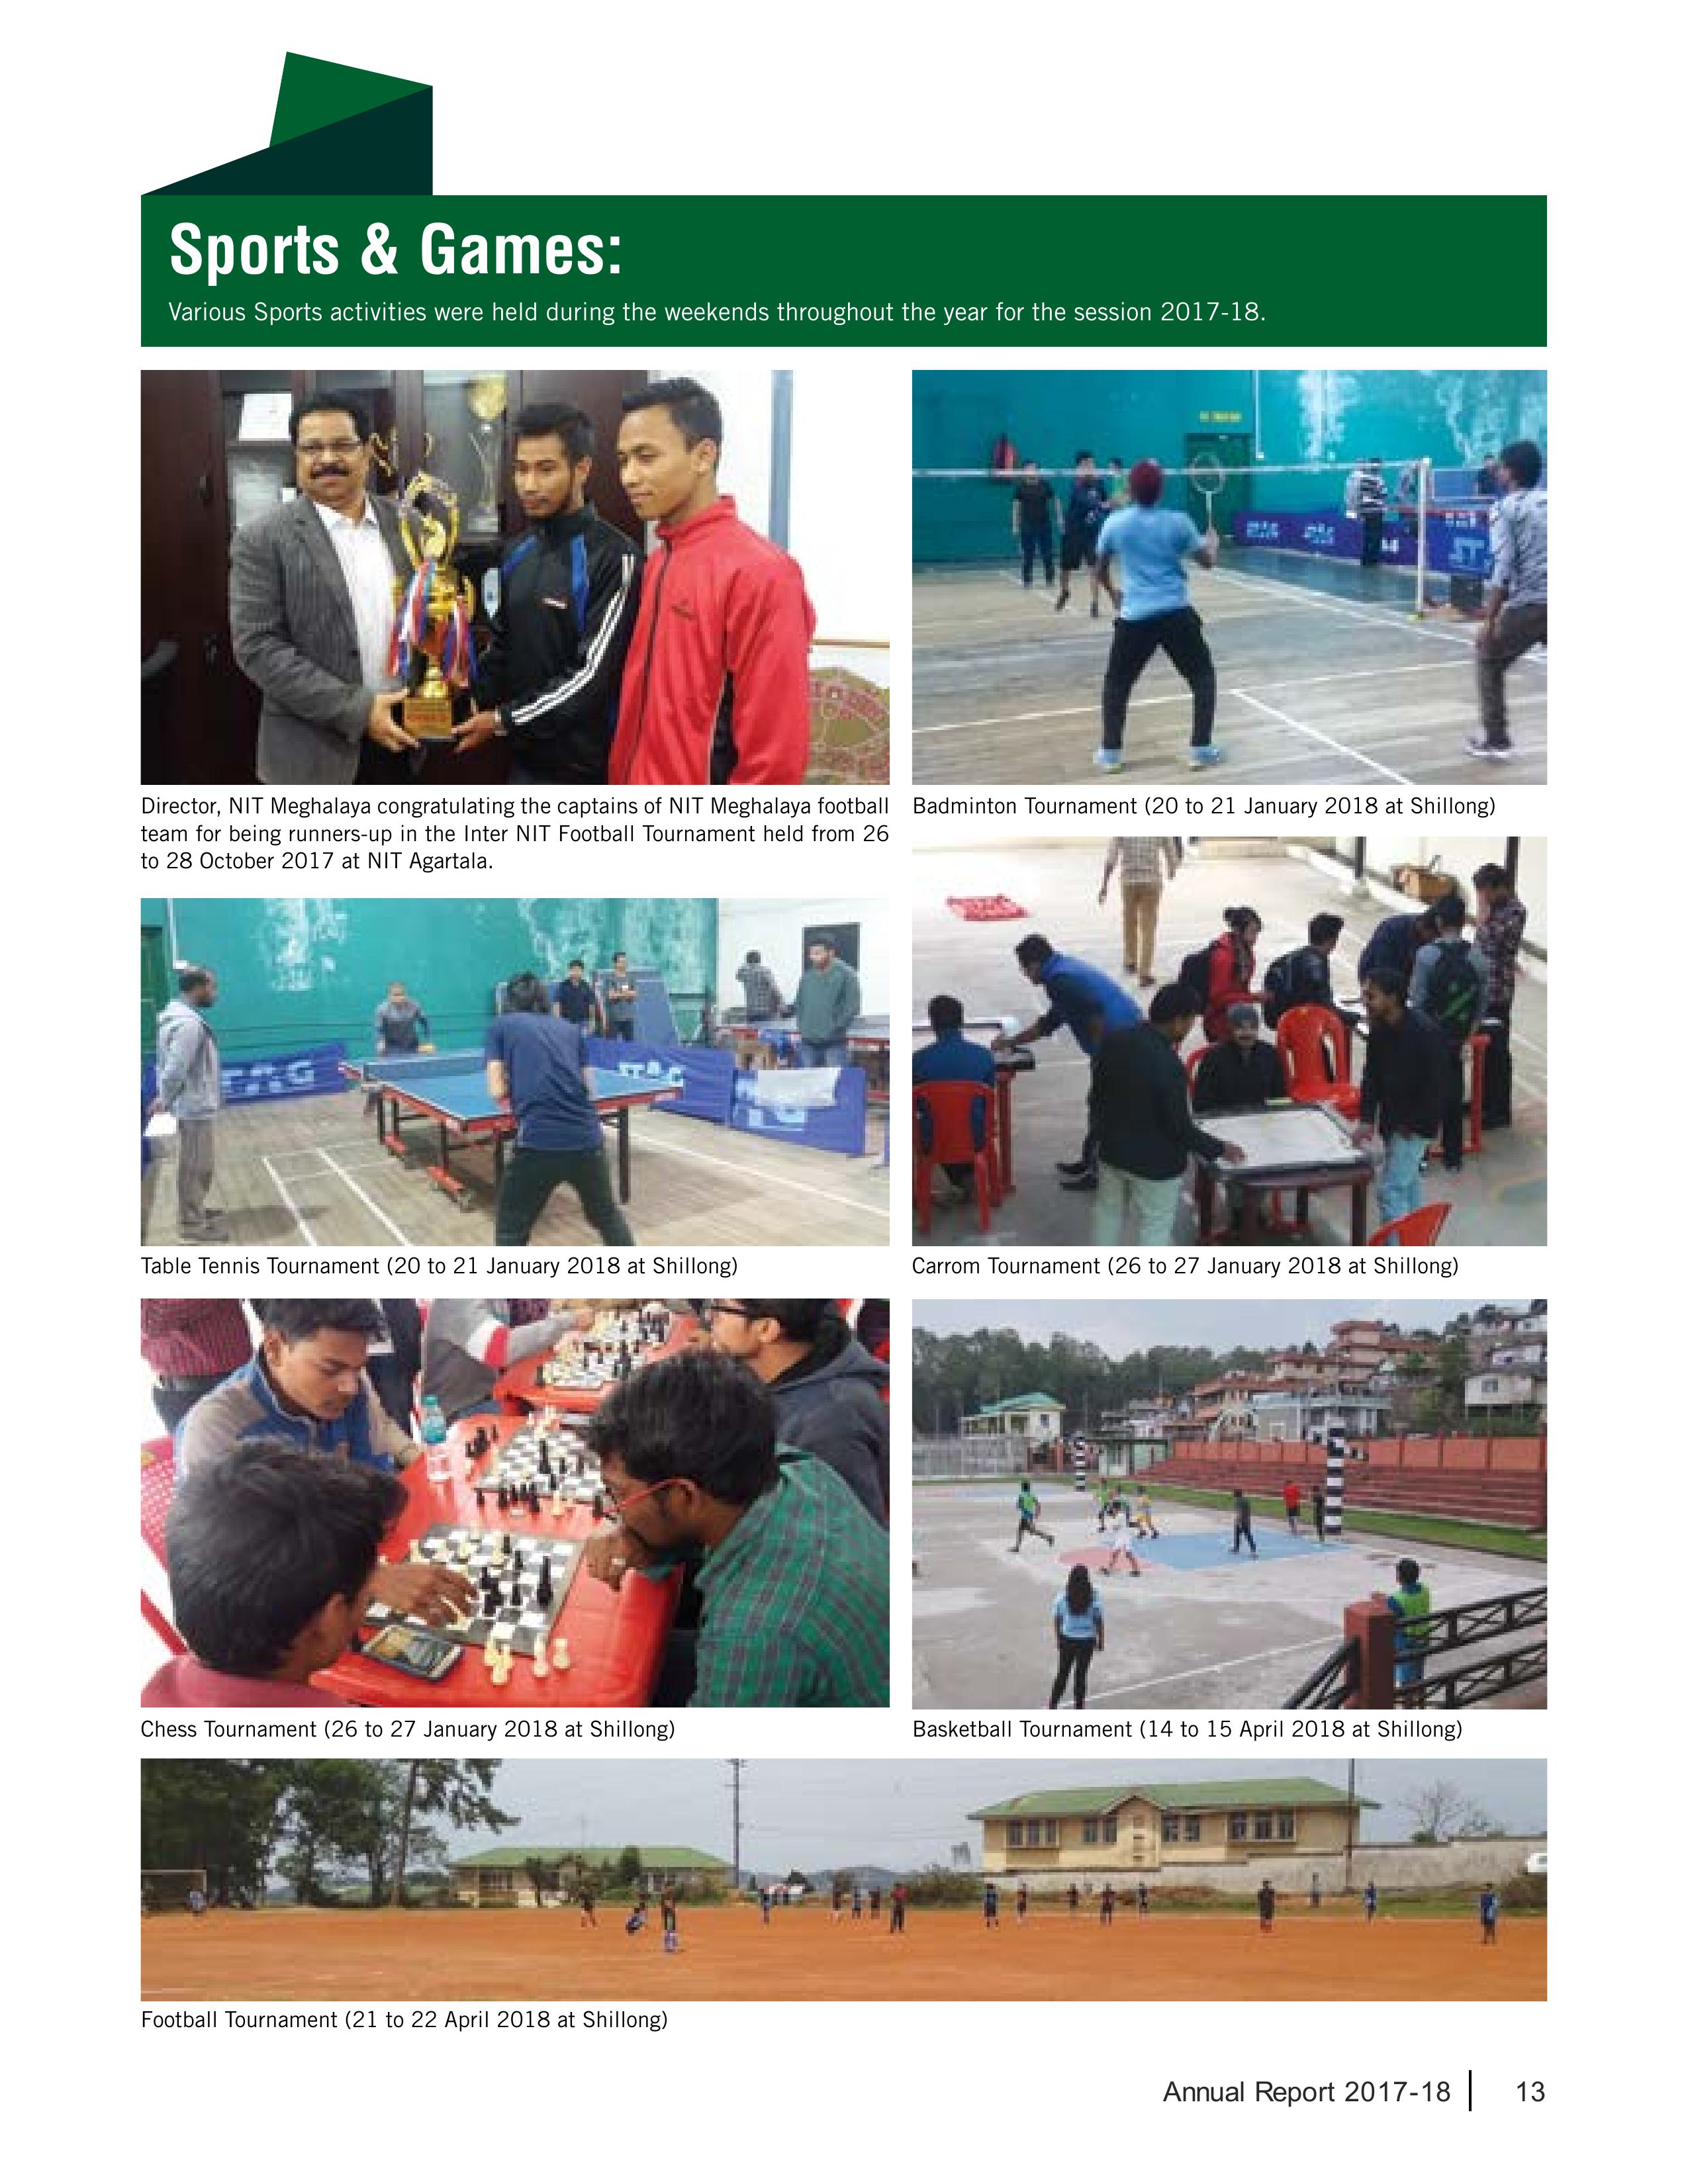 Sports & Games:
Various Sports activities were held during the weekends throughout the year for the session 2017-18.
Director, NIT Meghalaya congratulating the captains of NIT Meghalaya football
team for being runners-up in the Inter NIT Football Tournament held from 26
to 28 October 2017 at NIT Agartala.
Badminton Tournament (20 to 21 January 2018 at Shillong)
Table Tennis Tournament (20 to 21 January 2018 at Shillong)
Carrom Tournament (26 to 27 January 2018 at Shillong)
Chess Tournament (26 to 27 January 2018 at Shillong)
Basketball Tournament (14 to 15 April 2018 at Shillong)
Football Tournament (21 to 22 April 2018 at Shillong)
Annual Report 2017-18 13